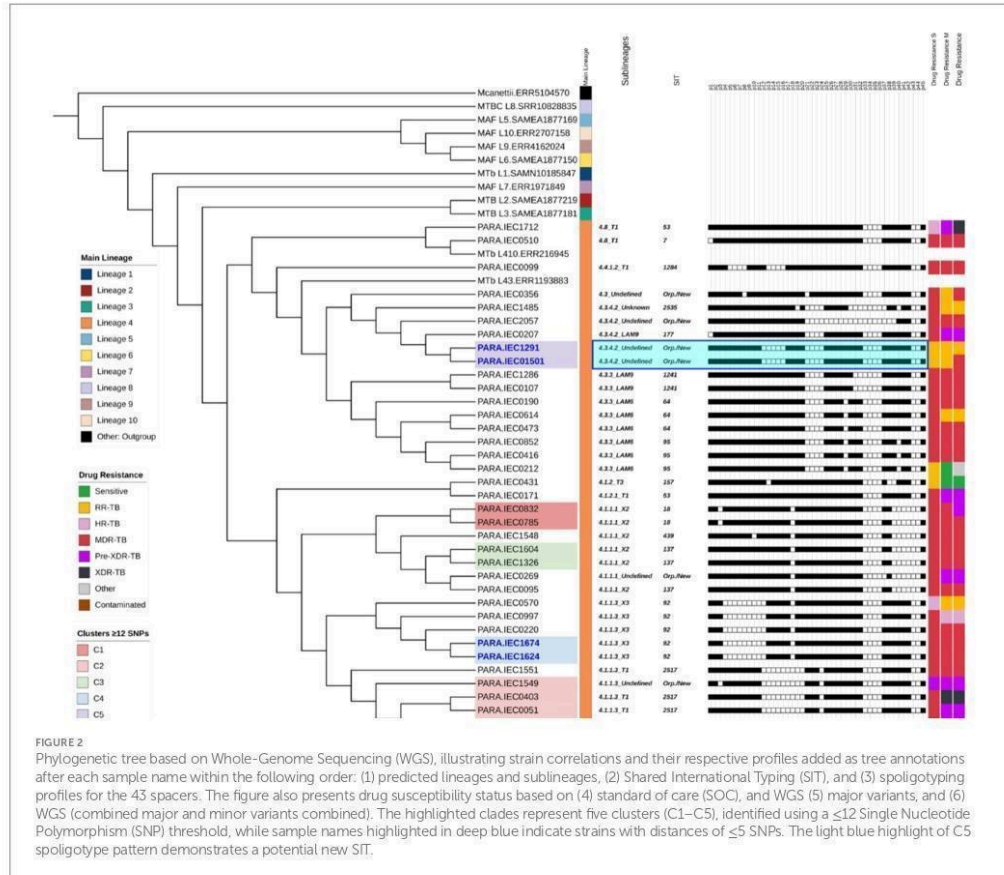 Main Lineage
Sublineages
SIT
Drug Resistance S
Drug Resistance M
Drug Resistance
Mcanettii.ERR5104570
MTBC L8.SRR10828835
MAF L5.SAMEA1877169
MAF L10.ERR2707158
MAF L9.ERR4162024
MAF L6.SAMEA1877150
MTb L1.SAMN10185847
MAF L7.ERR1971849
MTB L2.SAMEA1877219
MTB L3.SAMEA1877181
PARA.IEC1712 4.8_T1 53
PARA.IEC0510 4.8_T1 7
MTb L410.ERR216945
PARA.IEC0099 4.4.1.2_T1 1284
MTb L43.ERR1193883
PARA.IEC0356 4.3_Undefined Orp./New
PARA.IEC1485 4.3.4.2_Unknown 2535
PARA.IEC2057 4.3.4.2_Undefined Orp./New
PARA.IEC0207 4.3.4.2_LAM9 177
PARA.IEC1291 4.3.4.2_Undefined Orp./New
PARA.IEC01501 4.3.4.2_Undefined Orp./New
PARA.IEC1286 4.3.3_LAM9 1241
PARA.IEC0107 4.3.3_LAM9 1241
PARA.IEC0190 4.3.3_LAM6 64
PARA.IEC0614 4.3.3_LAM6 64
PARA.IEC0473 4.3.3_LAM6 64
PARA.IEC0852 4.3.3_LAM6 95
PARA.IEC0416 4.3.3_LAM6 95
PARA.IEC0212 4.3.3_LAM6 95
PARA.IEC0431 4.1.2_T3 157
PARA.IEC0171 4.1.2.1_T1 53
PARA.IEC0832 4.1.1.1_X2 18
PARA.IEC0785 4.1.1.1_X2 18
PARA.IEC1548 4.1.1.1_X2 439
PARA.IEC1604 4.1.1.1_X2 137
PARA.IEC1326 4.1.1.1_X2 137
PARA.IEC0269 4.1.1.1_Undefined Orp./New
PARA.IEC0095 4.1.1.1_X2 137
PARA.IEC0570 4.1.1.3_X3 92
PARA.IEC0997 4.1.1.3_X3 92
PARA.IEC0220 4.1.1.3_X3 92
PARA.IEC1674 4.1.1.3_X3 92
PARA.IEC1624 4.1.1.3_X3 92
PARA.IEC1551 4.1.1.3_T1 2517
PARA.IEC1549 4.1.1.3_Undefined Orp./New
PARA.IEC0403 4.1.1.3_T1 2517
PARA.IEC0051 4.1.1.3_T1 2517
Main Lineage
Lineage 1
Lineage 2
Lineage 3
Lineage 4
Lineage 5
Lineage 6
Lineage 7
Lineage 8
Lineage 9
Lineage 10
Other: Outgroup
Drug Resistance
Sensitive
RR-TB
HR-TB
MDR-TB
Pre-XDR-TB
XDR-TB
Other
Contaminated
Clusters ≥12 SNPs
C1
C2
C3
C4
C5
FIGURE 2
Phylogenetic tree based on Whole-Genome Sequencing (WGS), illustrating strain correlations and their respective profiles added as tree annotations
after each sample name within the following order: (1) predicted lineages and sublineages, (2) Shared International Typing (SIT), and (3) spoligotyping
profiles for the 43 spacers. The figure also presents drug susceptibility status based on (4) standard of care (SOC), and WGS (5) major variants, and (6)
WGS (combined major and minor variants combined). The highlighted clades represent five clusters (C1–C5), identified using a ≤12 Single Nucleotide
Polymorphism (SNP) threshold, while sample names highlighted in deep blue indicate strains with distances of ≤5 SNPs. The light blue highlight of C5
spoligotype pattern demonstrates a potential new SIT.